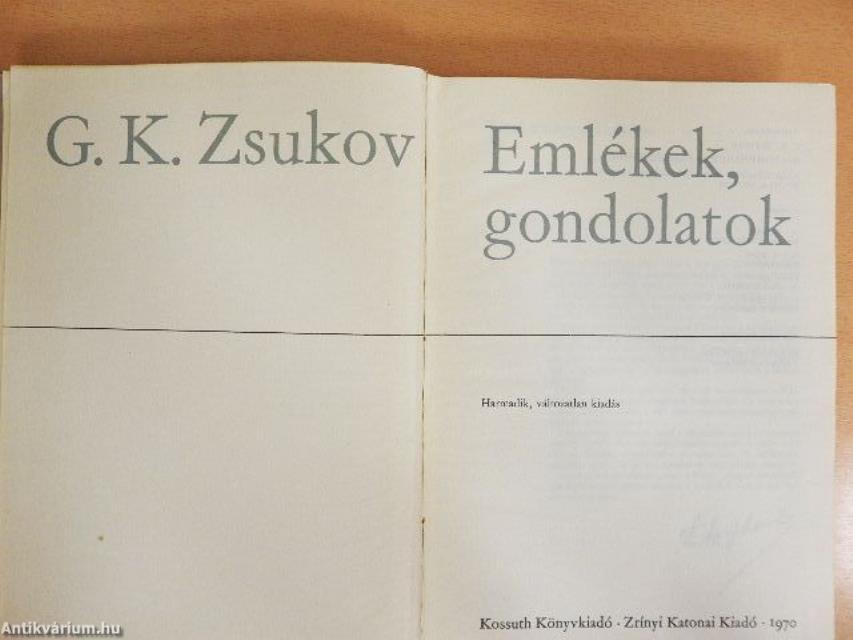 G. K. Zsukov
Emlékek,
gondolatok
Harmadik, változatlan kiadás
Kossuth Könyvkiadó · Zrínyi Katonai Kiadó · 1970
Antikvárium.hu